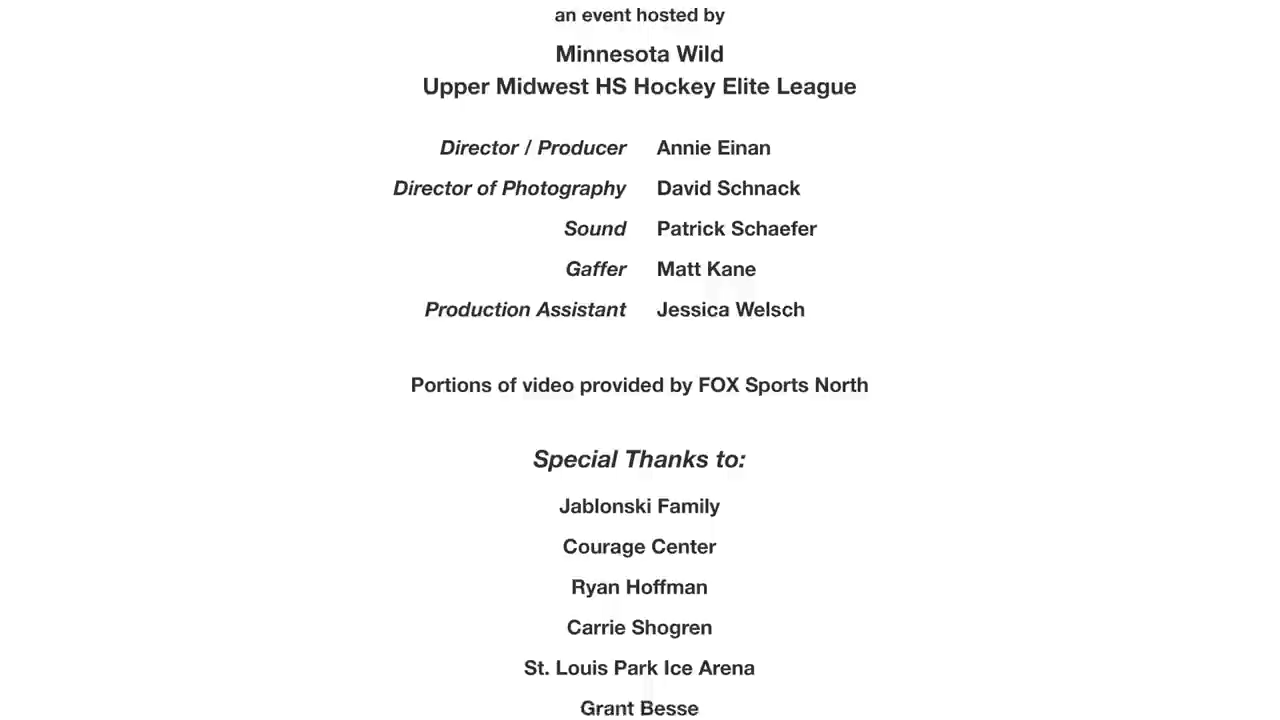 an event hosted by
Minnesota Wild
Upper Midwest HS Hockey Elite League
Director / Producer Annie Einan
Director of Photography David Schnack
Sound Patrick Schaefer
Gaffer Matt Kane
Production Assistant Jessica Welsch
Portions of video provided by FOX Sports North
Special Thanks to:
Jablonski Family
Courage Center
Ryan Hoffman
Carrie Shogren
St. Louis Park Ice Arena
Grant Besse